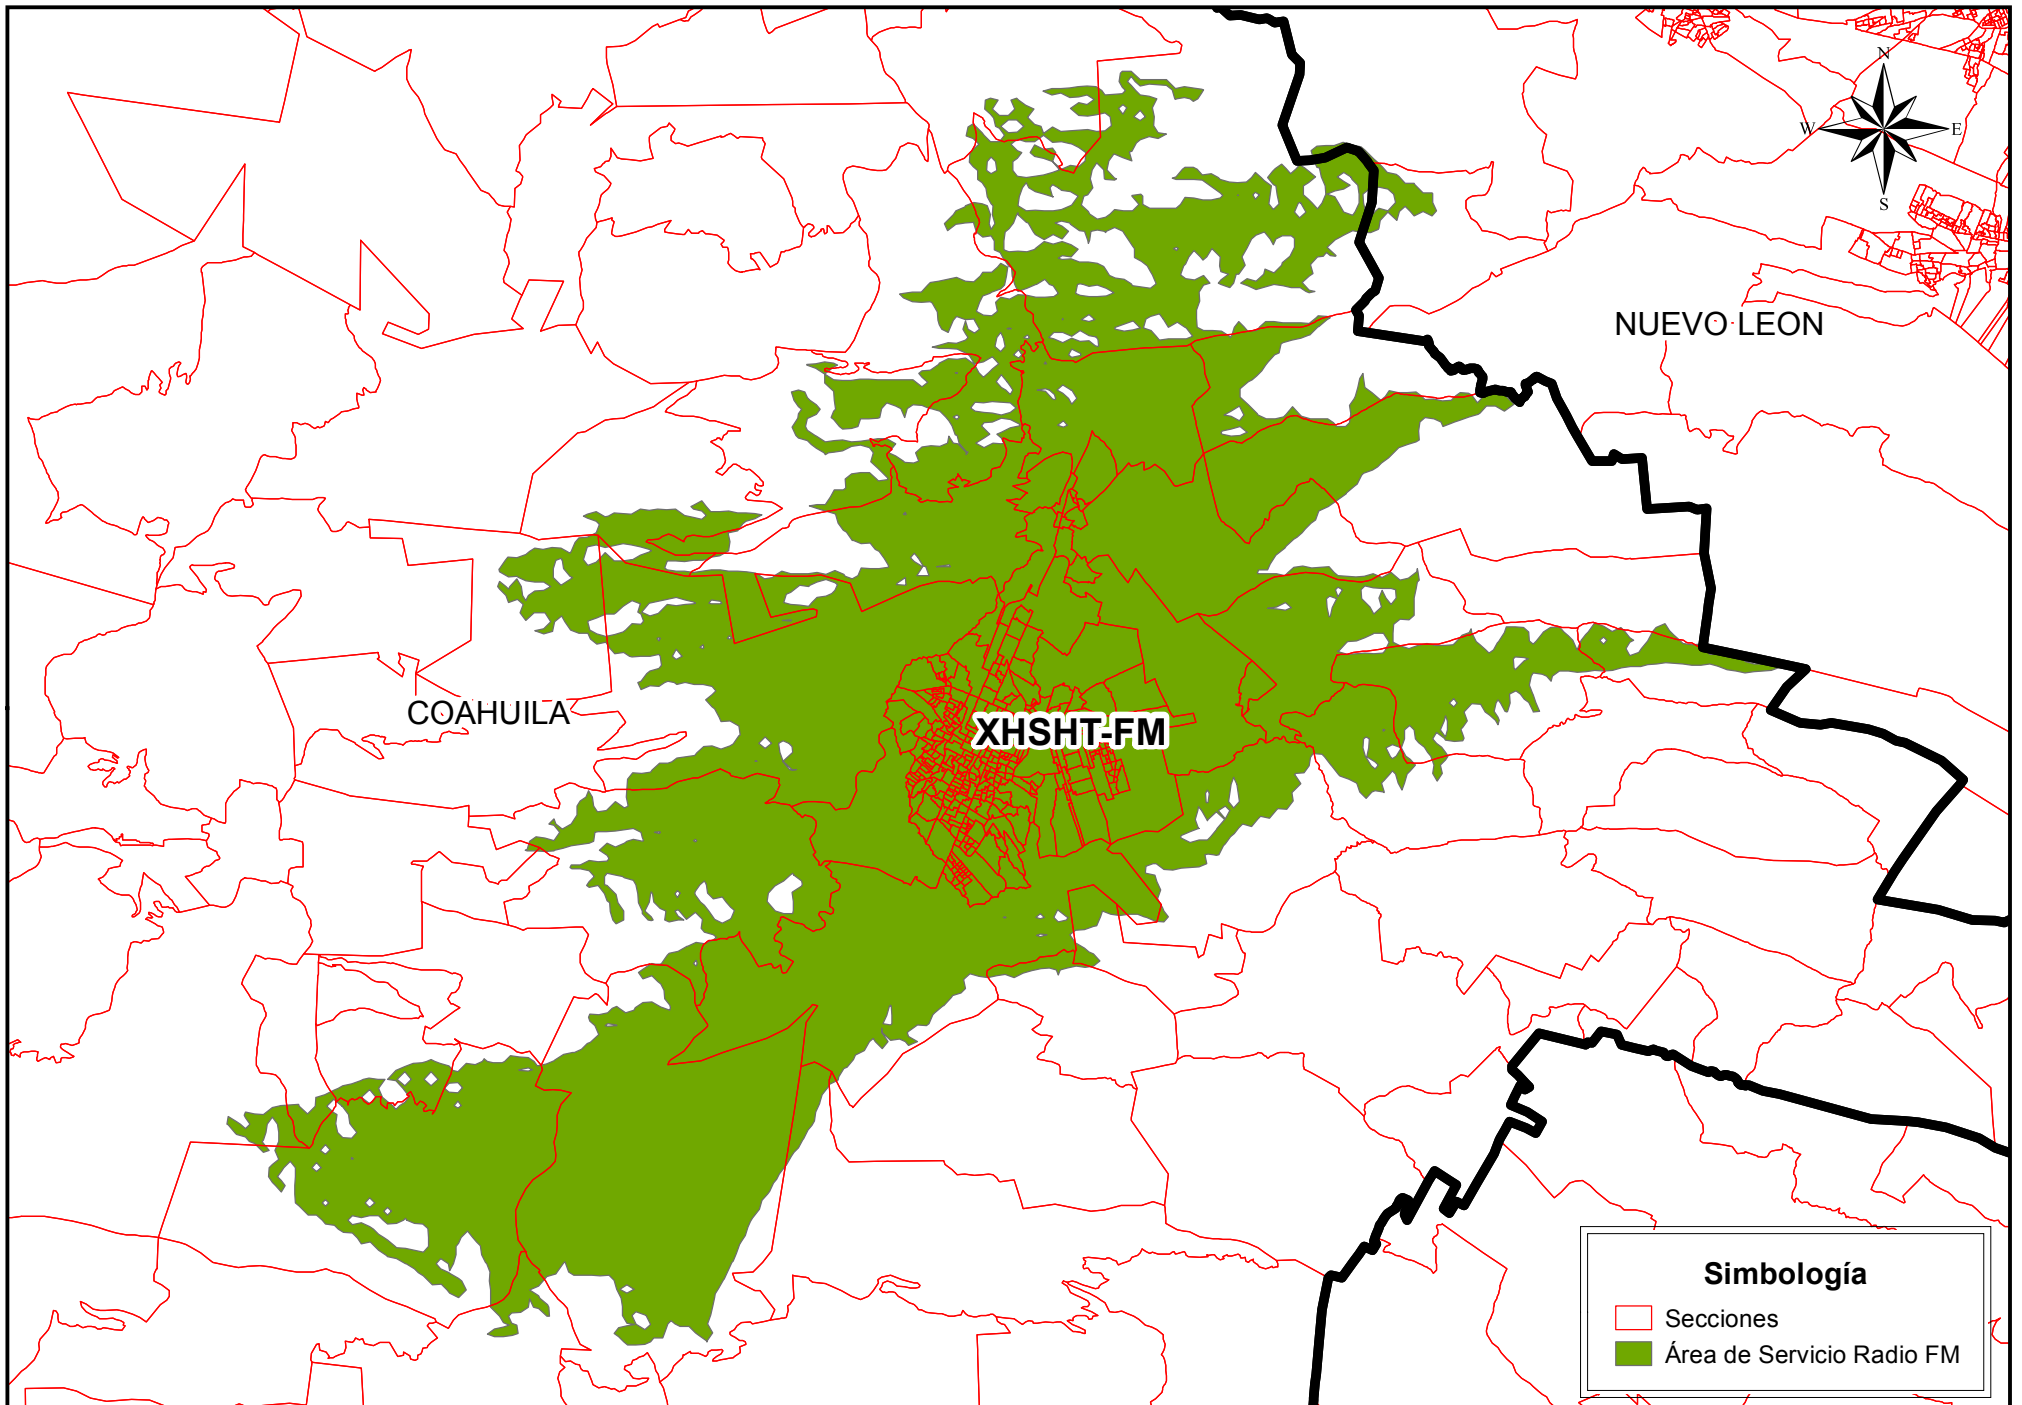 N
W E
S
NUEVO LEON
COAHUILA
XHSHT-FM
Simbología
Secciones
Área de Servicio Radio FM